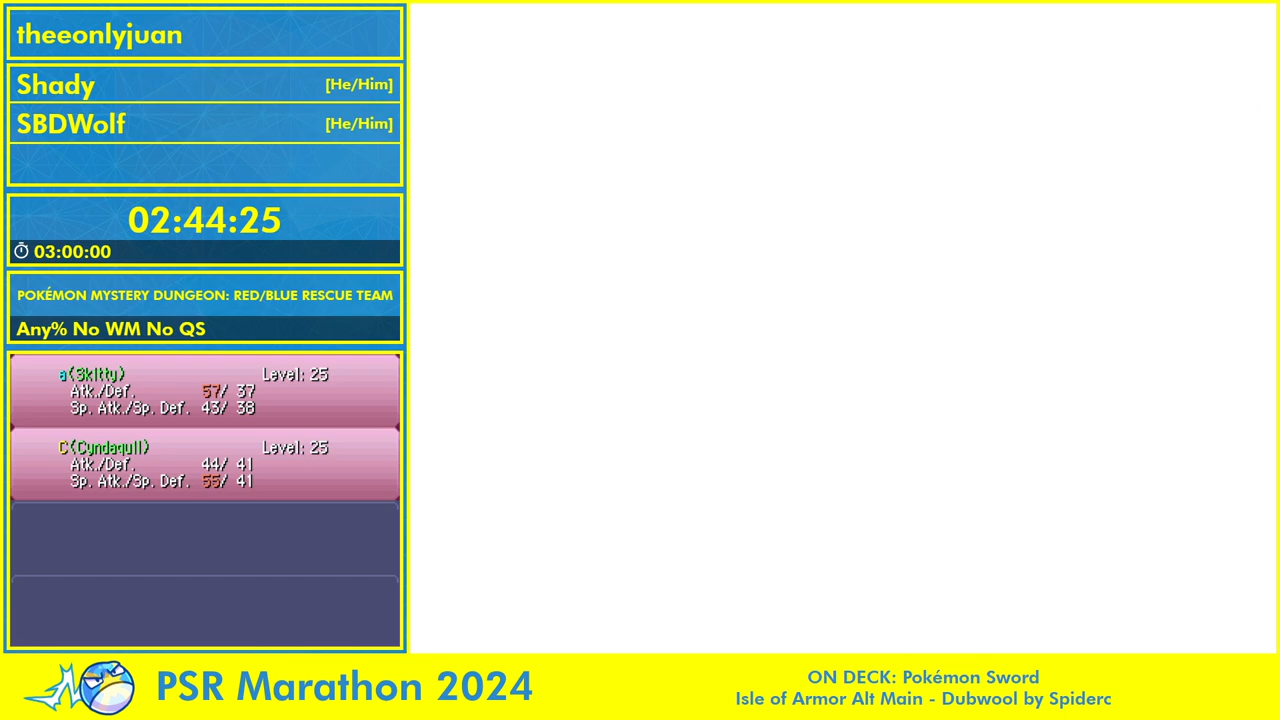 theeonlyjuan
Shady [He/Him]
SBDWolf [He/Him]
02:44:25
03:00:00
POKÉMON MYSTERY DUNGEON: RED/BLUE RESCUE TEAM
Any% No WM No QS
a(Skitty) Level: 25
Atk./Def. 57/ 37
Sp. Atk./Sp. Def. 43/ 38
C(Cyndaquil) Level: 25
Atk./Def. 44/ 41
Sp. Atk./Sp. Def. 55/ 41
PSR Marathon 2024
ON DECK: Pokémon Sword
Isle of Armor Alt Main - Dubwool by Spiderc